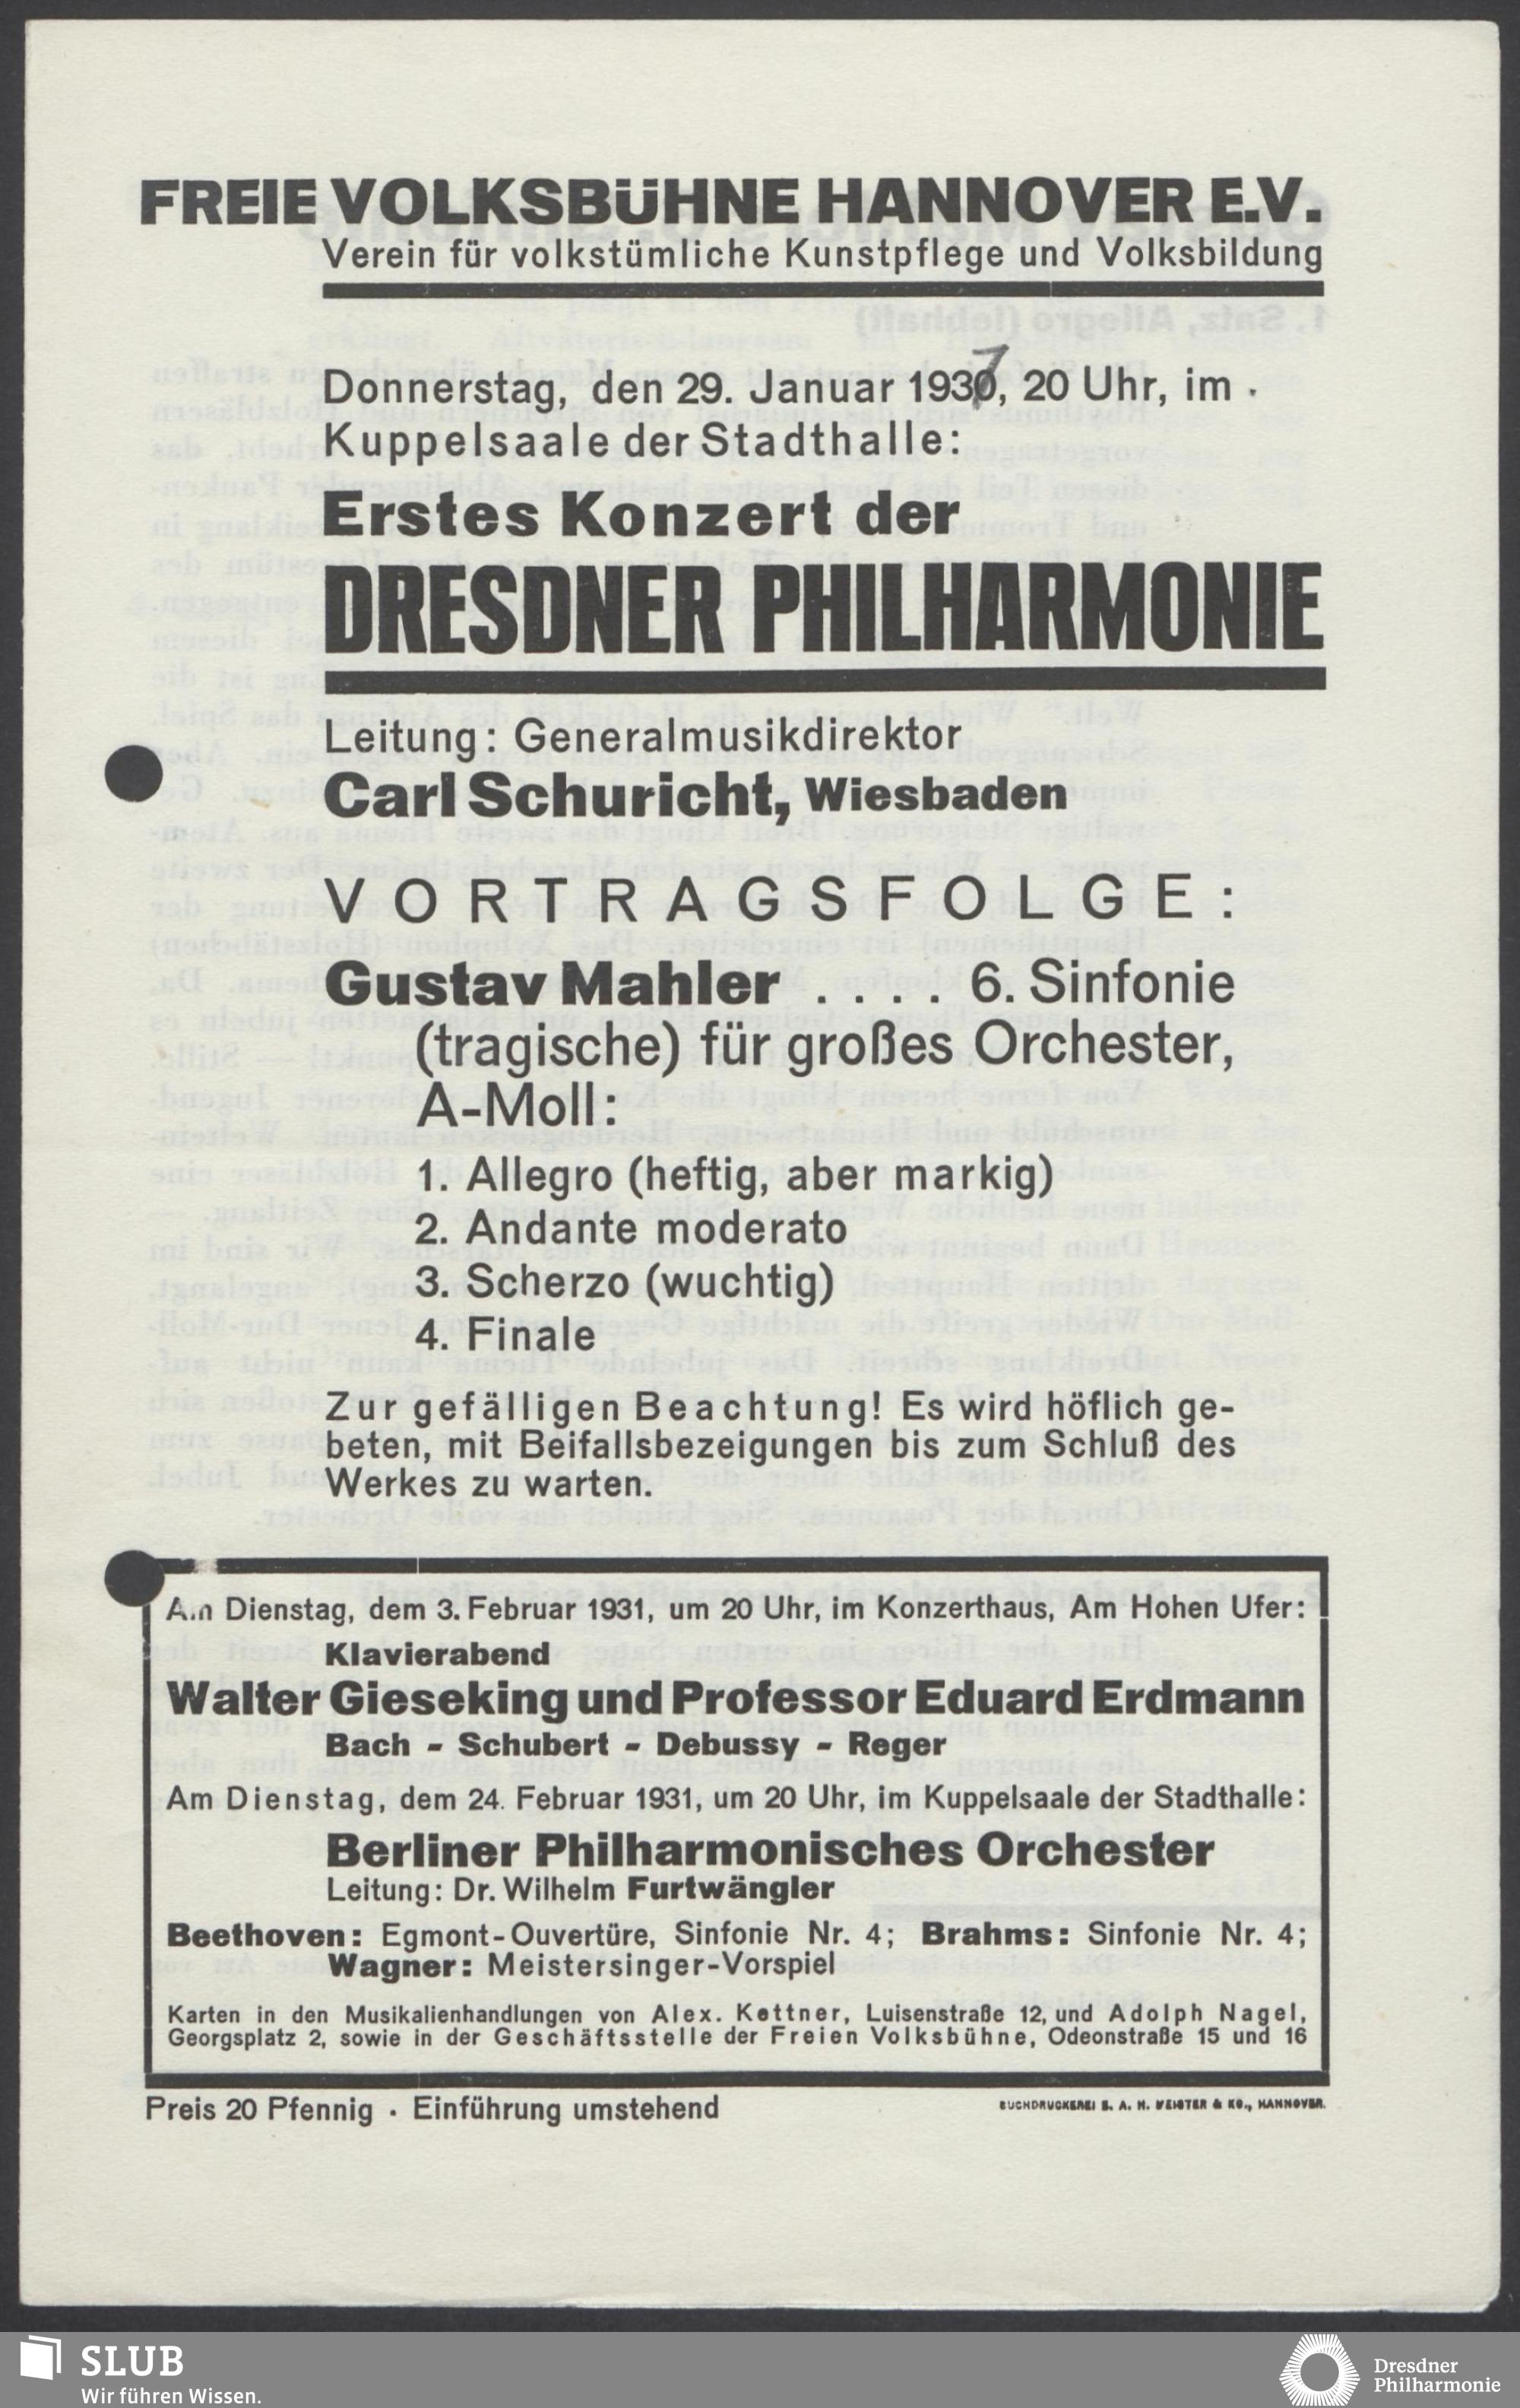 FREIE VOLKSBÜHNE HANNOVER E.V.
Verein für volkstümliche Kunstpflege und Volksbildung
Donnerstag, den 29. Januar 1930, 20 Uhr, im
Kuppelsaale der Stadthalle:
Erstes Konzert der
DRESDNER PHILHARMONIE
Leitung: Generalmusikdirektor
Carl Schuricht, Wiesbaden
VORTRAGSFOLGE:
Gustav Mahler . . . . 6. Sinfonie
(tragische) für großes Orchester,
A-Moll:
1. Allegro (heftig, aber markig)
2. Andante moderato
3. Scherzo (wuchtig)
4. Finale
Zur gefälligen Beachtung! Es wird höflich ge-
beten, mit Beifallsbezeigungen bis zum Schluß des
Werkes zu warten.
Am Dienstag, dem 3. Februar 1931, um 20 Uhr, im Konzerthaus, Am Hohen Ufer:
Klavierabend
Walter Gieseking und Professor Eduard Erdmann
Bach - Schubert - Debussy - Reger
Am Dienstag, dem 24. Februar 1931, um 20 Uhr, im Kuppelsaale der Stadthalle:
Berliner Philharmonisches Orchester
Leitung: Dr. Wilhelm Furtwängler
Beethoven: Egmont-Ouvertüre, Sinfonie Nr. 4; Brahms: Sinfonie Nr. 4;
Wagner: Meistersinger-Vorspiel
Karten in den Musikalienhandlungen von Alex. Kettner, Luisenstraße 12, und Adolph Nagel,
Georgsplatz 2, sowie in der Geschäftsstelle der Freien Volksbühne, Odeonstraße 15 und 16
Preis 20 Pfennig · Einführung umstehend
BUCHDRUCKEREI E. A. H. MEISTER & KO., HANNOVER.
SLUB
Wir führen Wissen.
Dresdner
Philharmonie